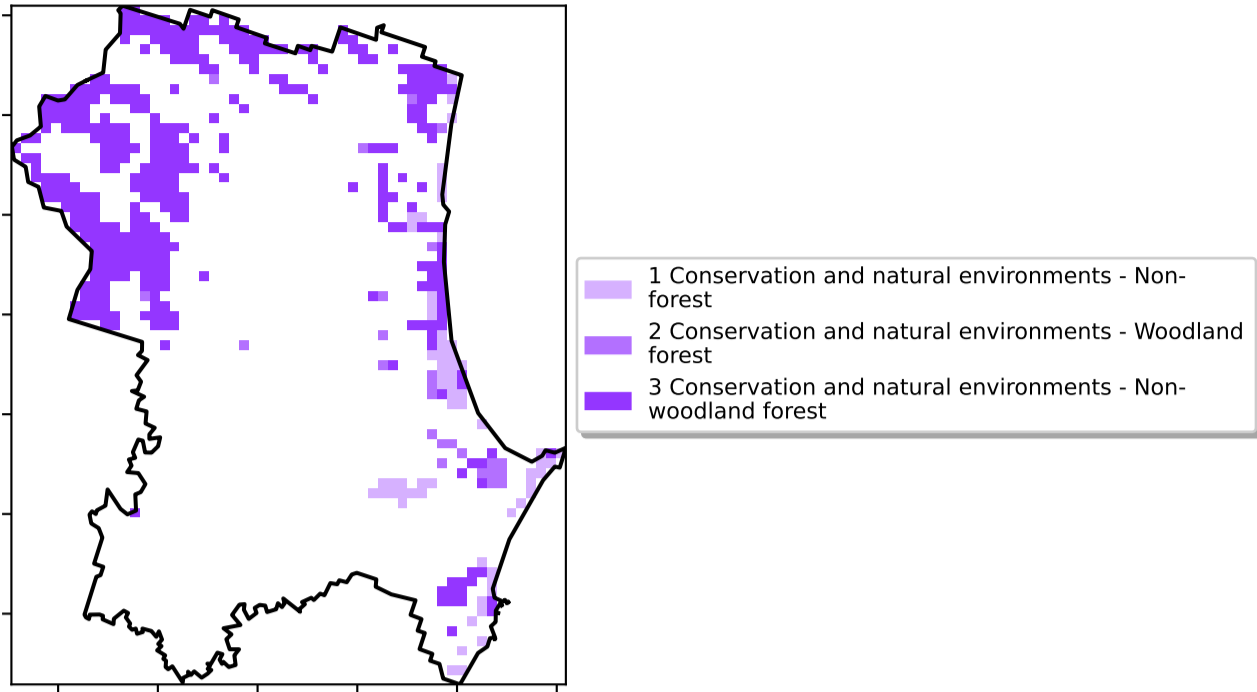 1 Conservation and natural environments - Non-
forest
2 Conservation and natural environments - Woodland
forest
3 Conservation and natural environments - Non-
woodland forest